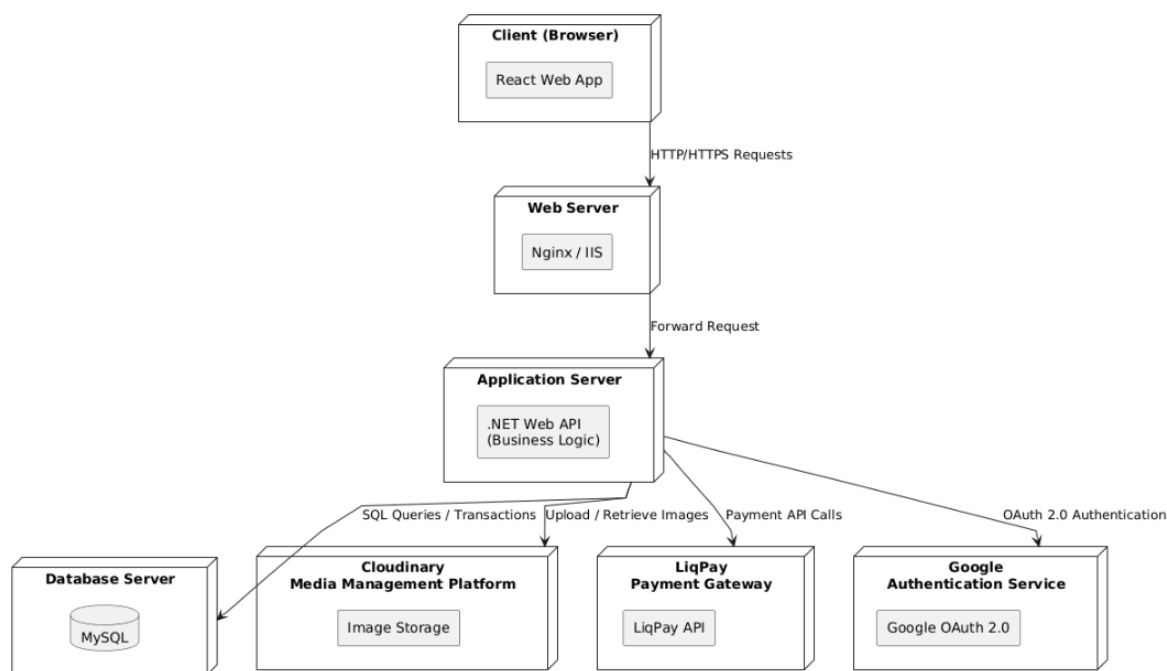 Client (Browser)
React Web App
HTTP/HTTPS Requests
Web Server
Nginx / IIS
Forward Request
Application Server
.NET Web API
(Business Logic)
SQL Queries / Transactions
Upload / Retrieve Images
Payment API Calls
OAuth 2.0 Authentication
Database Server
MySQL
Cloudinary
Media Management Platform
Image Storage
LiqPay
Payment Gateway
LiqPay API
Google
Authentication Service
Google OAuth 2.0